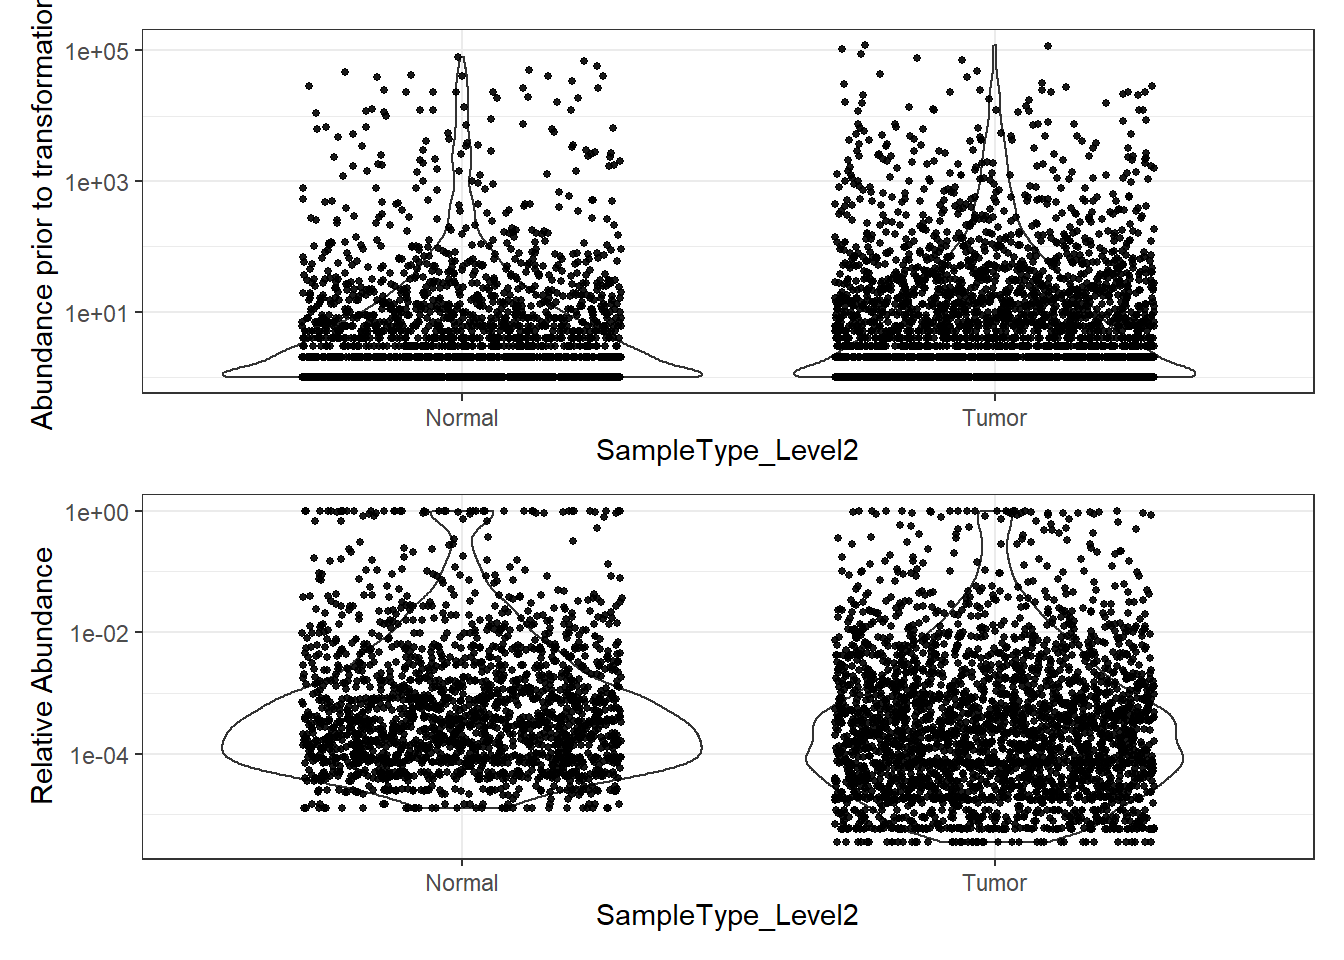 Abundance prior to transformation
1e+05
1e+03
1e+01
Normal
Tumor
SampleType_Level2
Relative Abundance
1e+00
1e-02
1e-04
Normal
Tumor
SampleType_Level2